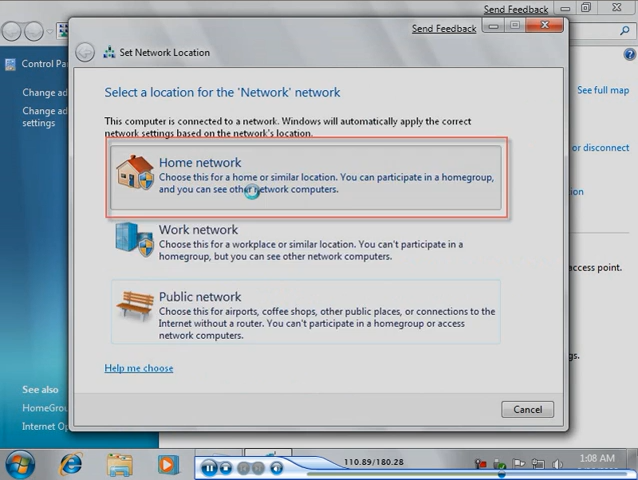 Send Feedback
Send Feedback
Set Network Location
Control Pa
Select a location for the 'Network' network
Change ad
See full map
Change ad
settings
This computer is connected to a network. Windows will automatically apply the correct
network settings based on the network's location.
or disconnect
Home network
Choose this for a home or similar location. You can participate in a homegroup,
and you can see other network computers.
ion
Work network
Choose this for a workplace or similar location. You can't participate in a
homegroup, but you can see other network computers.
ccess point.
Public network
Choose this for airports, coffee shops, other public places, or connections to the
Internet without a router. You can't participate in a homegroup or access
network computers.
gs.
Help me choose
See also
HomeGrou
Cancel
Internet Op
110.89/180.28
1:08 AM